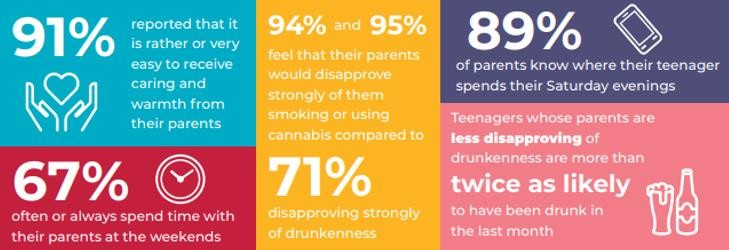 91%
reported that it
is rather or very
easy to receive
caring and
warmth from
their parents
67%
often or always spend time with
their parents at the weekends
94% and 95%
feel that their parents
would disapprove
strongly of them
smoking or using
cannabis compared to
71%
disapproving strongly
of drunkenness
89%
of parents know where their teenager
spends their Saturday evenings
Teenagers whose parents are
less disapproving of
drunkenness are more than
twice as likely
to have been drunk in
the last month